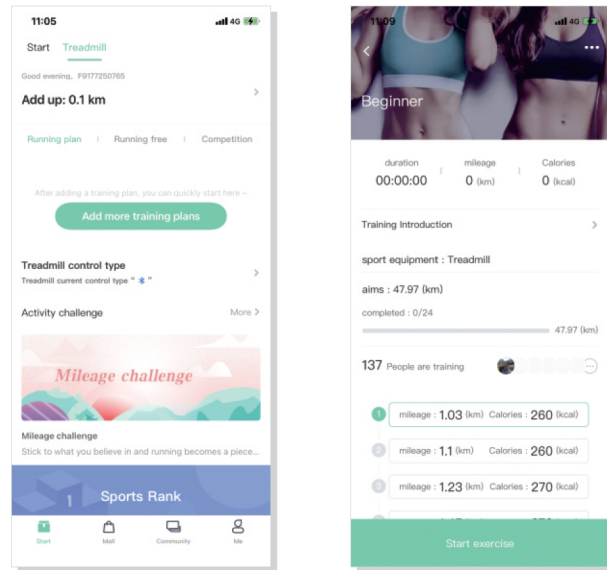 11:05
4G
Start Treadmill
Good evening, F9177250765
Add up: 0.1 km
Running plan Running free Competition
After adding a training plan, you can quickly start here ~
Add more training plans
Treadmill control type
Treadmill current control type " "
Activity challenge More
Mileage challenge
Mileage challenge
Stick to what you believe in and running becomes a piece...
1 Sports Rank
Start Mall Community Me
11:09
4G
Beginner
duration mileage Calories
00:00:00 0 (km) 0 (kcal)
Training Introduction
sport equipment : Treadmill
aims : 47.97 (km)
completed : 0/24
47.97 (km)
137 People are training
1 mileage : 1.03 (km) Calories : 260 (kcal)
2 mileage : 1.1 (km) Calories : 260 (kcal)
3 mileage : 1.23 (km) Calories : 270 (kcal)
Start exercise